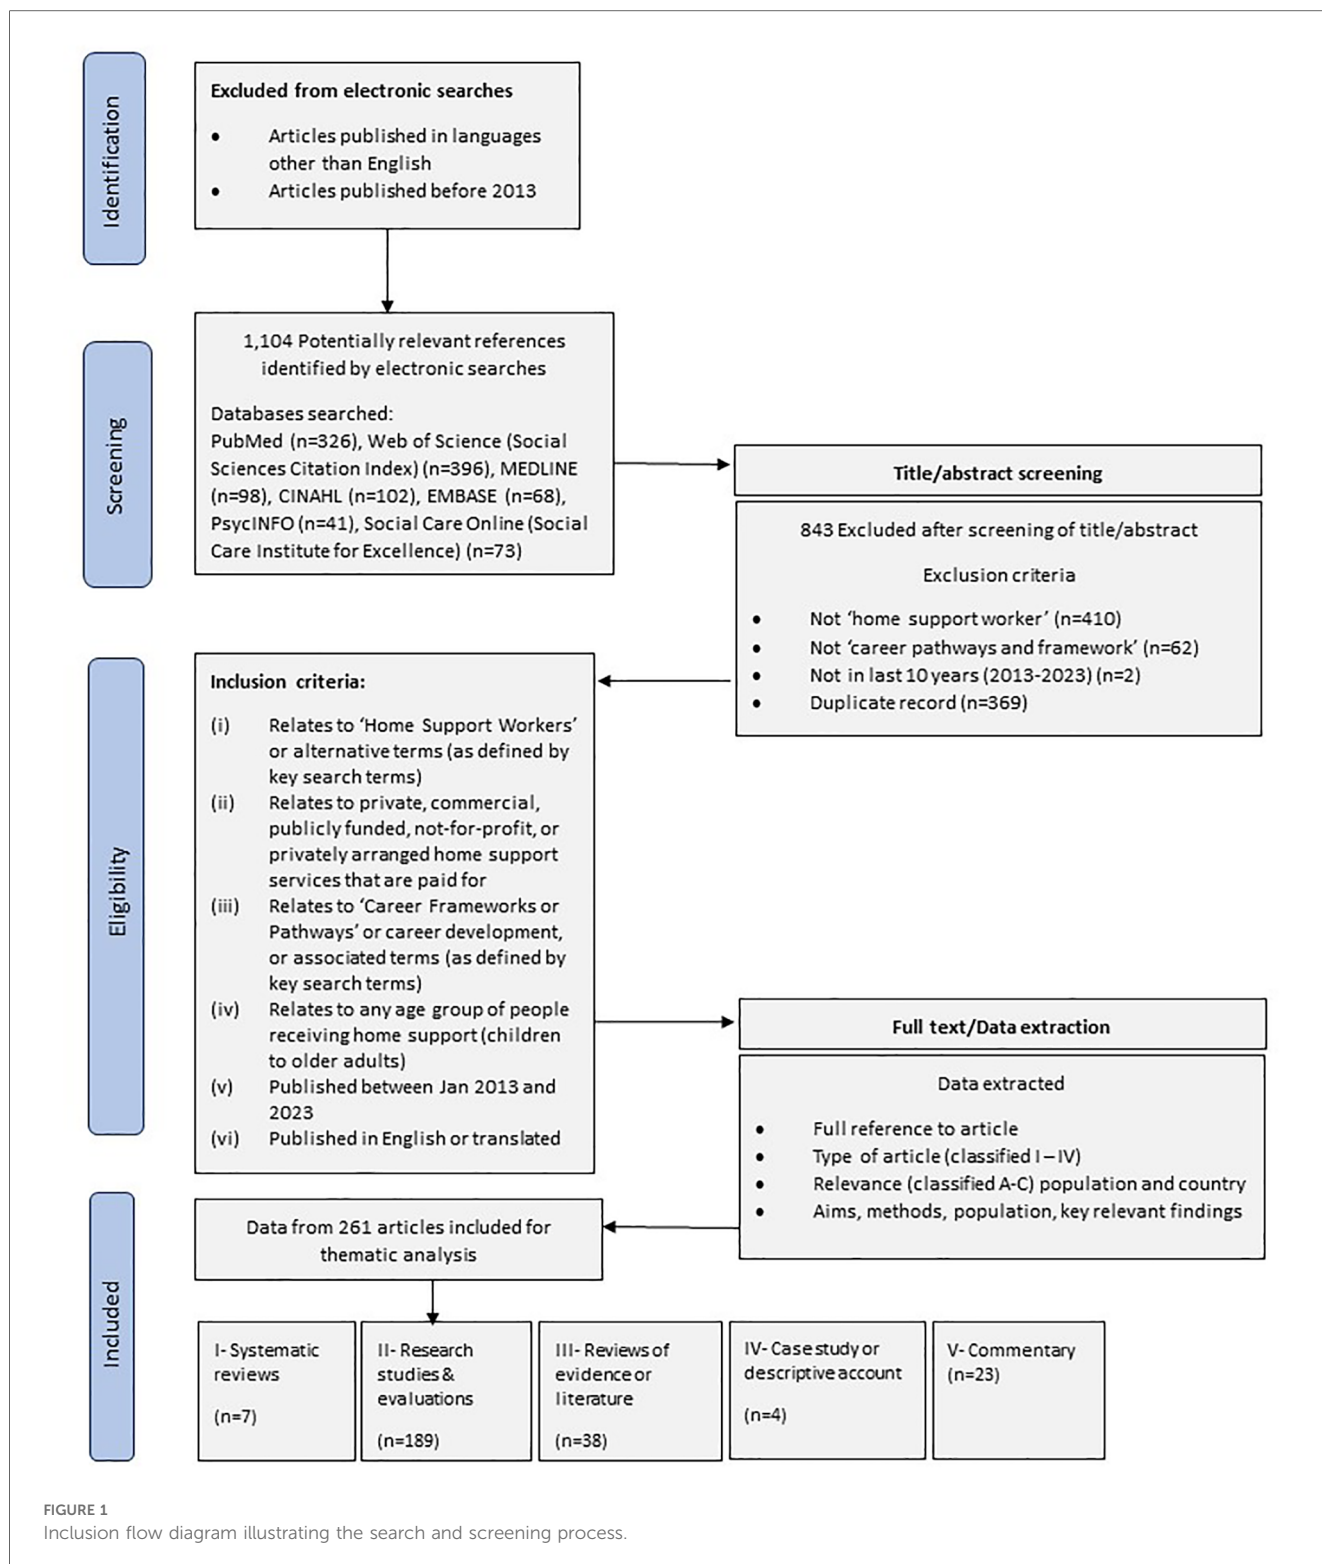 Identification
Excluded from electronic searches
• Articles published in languages
other than English
• Articles published before 2013
Screening
1,104 Potentially relevant references
identified by electronic searches
Databases searched:
PubMed (n=326), Web of Science (Social
Sciences Citation Index) (n=396), MEDLINE
(n=98), CINAHL (n=102), EMBASE (n=68),
PsycINFO (n=41), Social Care Online (Social
Care Institute for Excellence) (n=73)
Title/abstract screening
843 Excluded after screening of title/abstract
Exclusion criteria
• Not ‘home support worker’ (n=410)
• Not ‘career pathways and framework’ (n=62)
• Not in last 10 years (2013-2023) (n=2)
• Duplicate record (n=369)
Eligibility
Inclusion criteria:
(i) Relates to ‘Home Support Workers’
or alternative terms (as defined by
key search terms)
(ii) Relates to private, commercial,
publicly funded, not-for-profit, or
privately arranged home support
services that are paid for
(iii) Relates to ‘Career Frameworks or
Pathways’ or career development,
or associated terms (as defined by
key search terms)
(iv) Relates to any age group of people
receiving home support (children
to older adults)
(v) Published between Jan 2013 and
2023
(vi) Published in English or translated
Full text/Data extraction
Data extracted
• Full reference to article
• Type of article (classified I – IV)
• Relevance (classified A-C) population and country
• Aims, methods, population, key relevant findings
Included
Data from 261 articles included for
thematic analysis
I- Systematic
reviews
(n=7)
II- Research
studies &
evaluations
(n=189)
III- Reviews of
evidence or
literature
(n=38)
IV- Case study or
descriptive account
(n=4)
V- Commentary
(n=23)
FIGURE 1
Inclusion flow diagram illustrating the search and screening process.